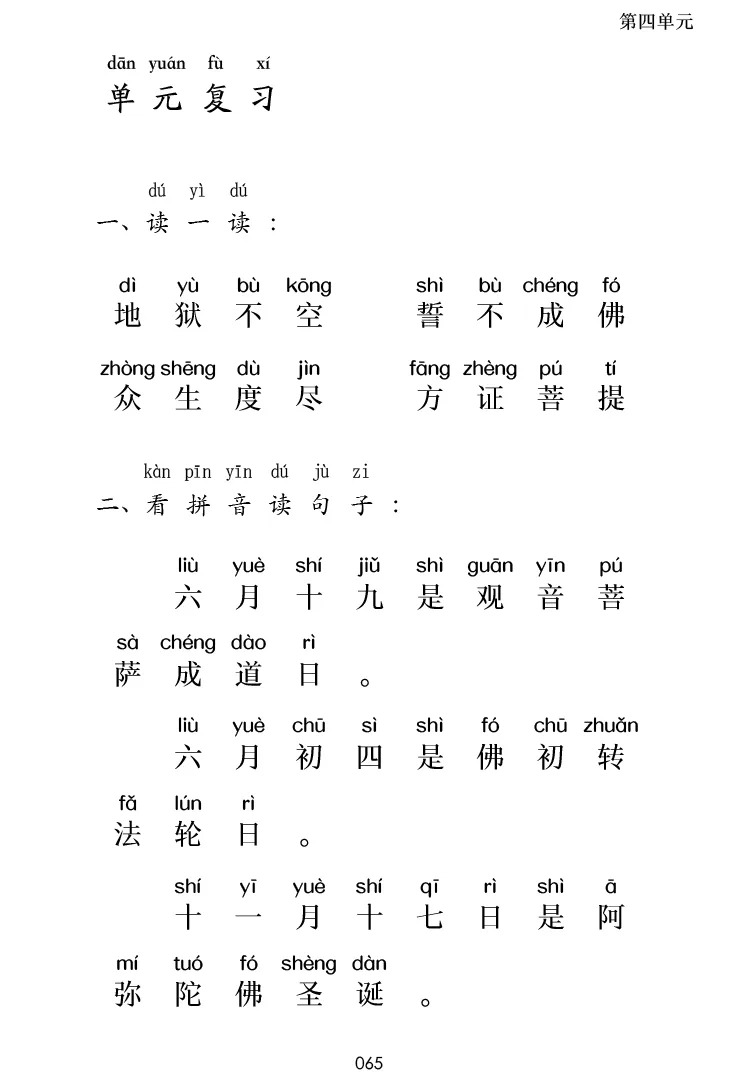 第四单元
dān yuán fù xí
单元复习
dú yì dú
一、读一读：
dì yù bù kōng shì bù chéng fó
地狱不空 誓不成佛
zhòng shēng dù jìn fāng zhèng pú tí
众生度尽 方证菩提
kàn pīn yīn dú jù zi
二、看拼音读句子：
liù yuè shí jiǔ shì guān yīn pú
六月十九是观音菩
sà chéng dào rì
萨成道日。
liù yuè chū sì shì fó chū zhuǎn
六月初四是佛初转
fǎ lún rì
法轮日。
shí yī yuè shí qī rì shì ā
十一月十七日是阿
mí tuó fó shèng dàn
弥陀佛圣诞。
065